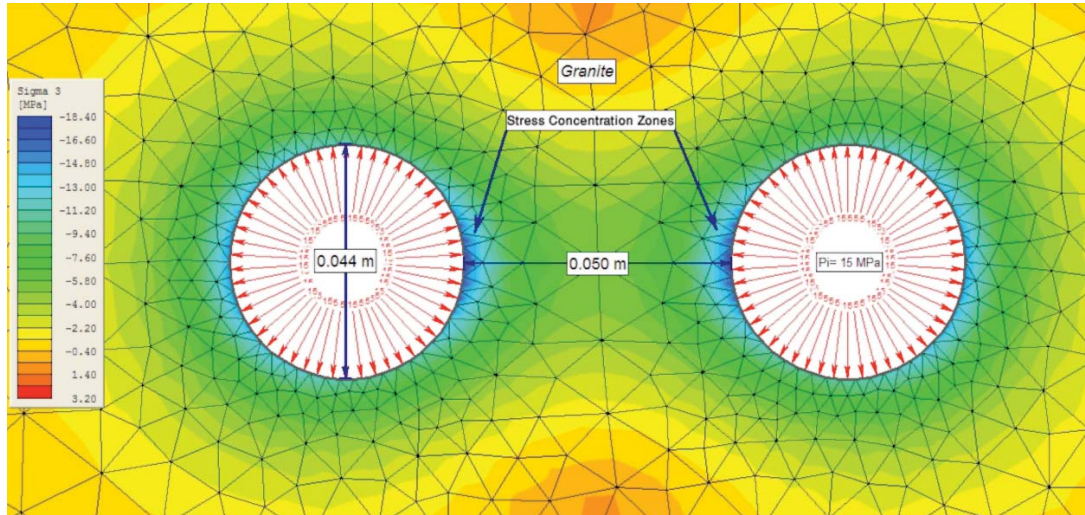 Granite
Stress Concentration Zones
Sigma 3
[MPa]
-18.40
-16.60
-14.80
-13.00
-11.20
-9.40
-7.60
-5.80
-4.00
-2.20
-0.40
1.40
3.20
0.044 m
0.050 m
Pi= 15 MPa